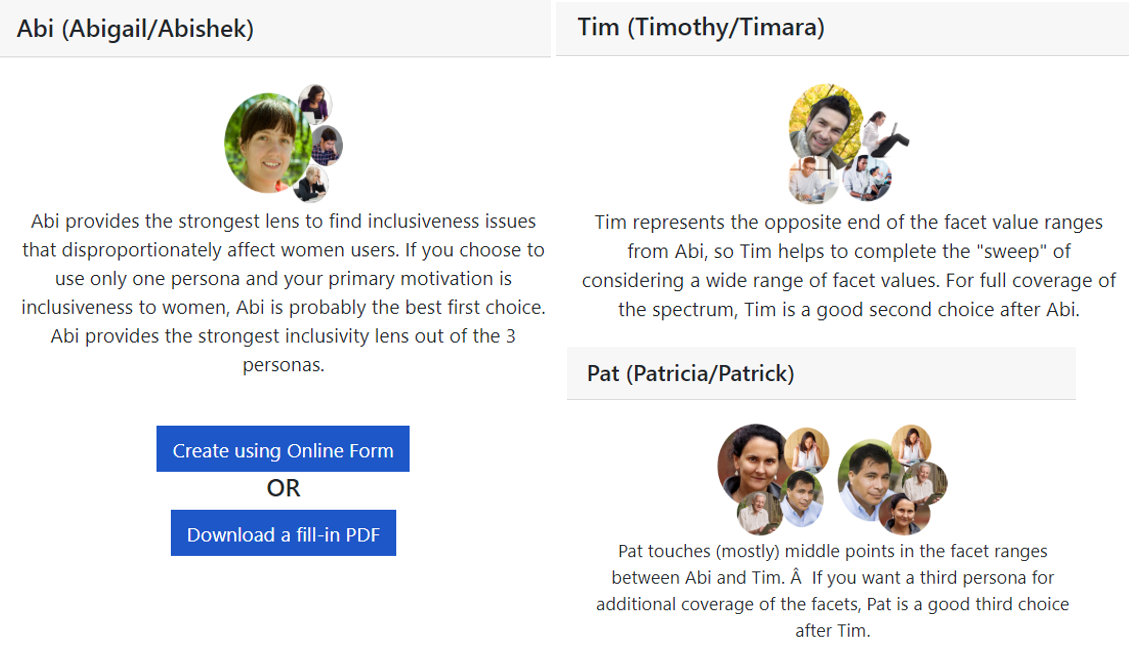 Abi (Abigail/Abishek)
Abi provides the strongest lens to find inclusiveness issues
that disproportionately affect women users. If you choose to
use only one persona and your primary motivation is
inclusiveness to women, Abi is probably the best first choice.
Abi provides the strongest inclusivity lens out of the 3
personas.
Create using Online Form
OR
Download a fill-in PDF
Tim (Timothy/Timara)
Tim represents the opposite end of the facet value ranges
from Abi, so Tim helps to complete the "sweep" of
considering a wide range of facet values. For full coverage of
the spectrum, Tim is a good second choice after Abi.
Pat (Patricia/Patrick)
Pat touches (mostly) middle points in the facet ranges
between Abi and Tim. Â  If you want a third persona for
additional coverage of the facets, Pat is a good third choice
after Tim.